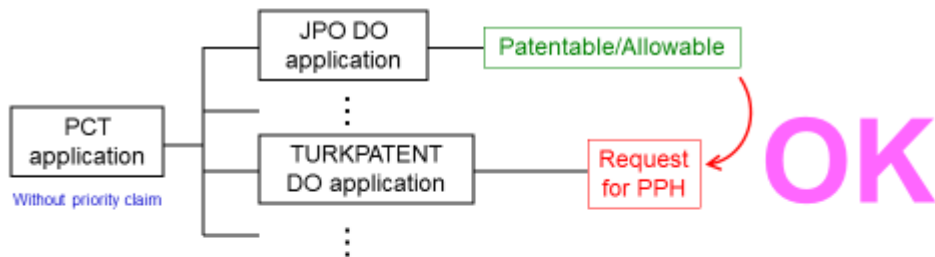 JPO DO
application
Patentable/Allowable
PCT
application
Without priority claim
TURKPATENT
DO application
Request
for PPH
OK